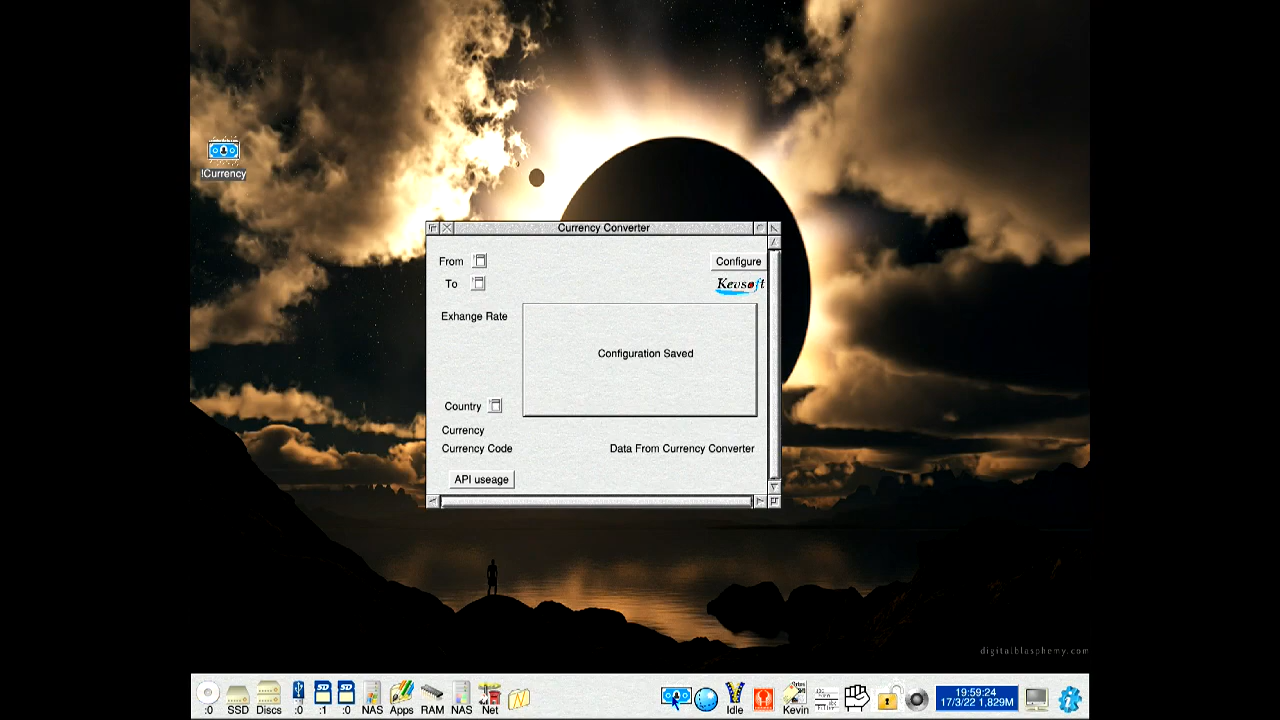 !Currency
Currency Converter
From
Configure
To
Kevsoft
Exhange Rate
Configuration Saved
Country
Currency
Currency Code
Data From Currency Converter
API useage
digitalblasphemy.com
:0 SSD Discs :0 :1 :0 NAS Apps RAM NAS Net
Idle Kevin
19:59:24
17/3/22 1,829M